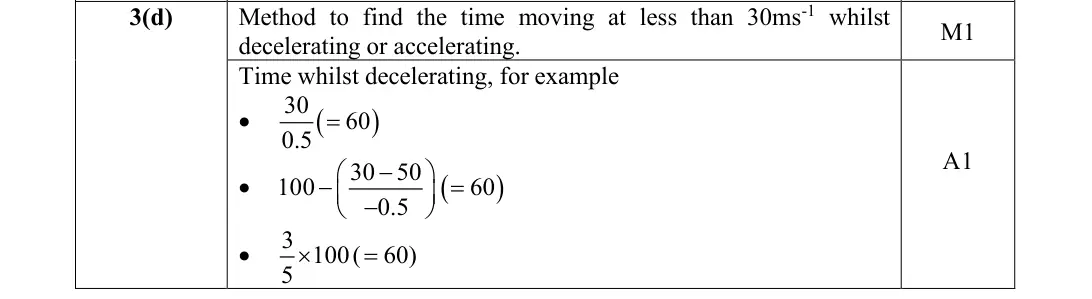 3(d)
Method to find the time moving at less than 30ms⁻¹ whilst
decelerating or accelerating.
M1
Time whilst decelerating, for example
• 30/0.5 (= 60)
• 100 − ((30 − 50)/−0.5) (= 60)
• 3/5 × 100 (= 60)
A1